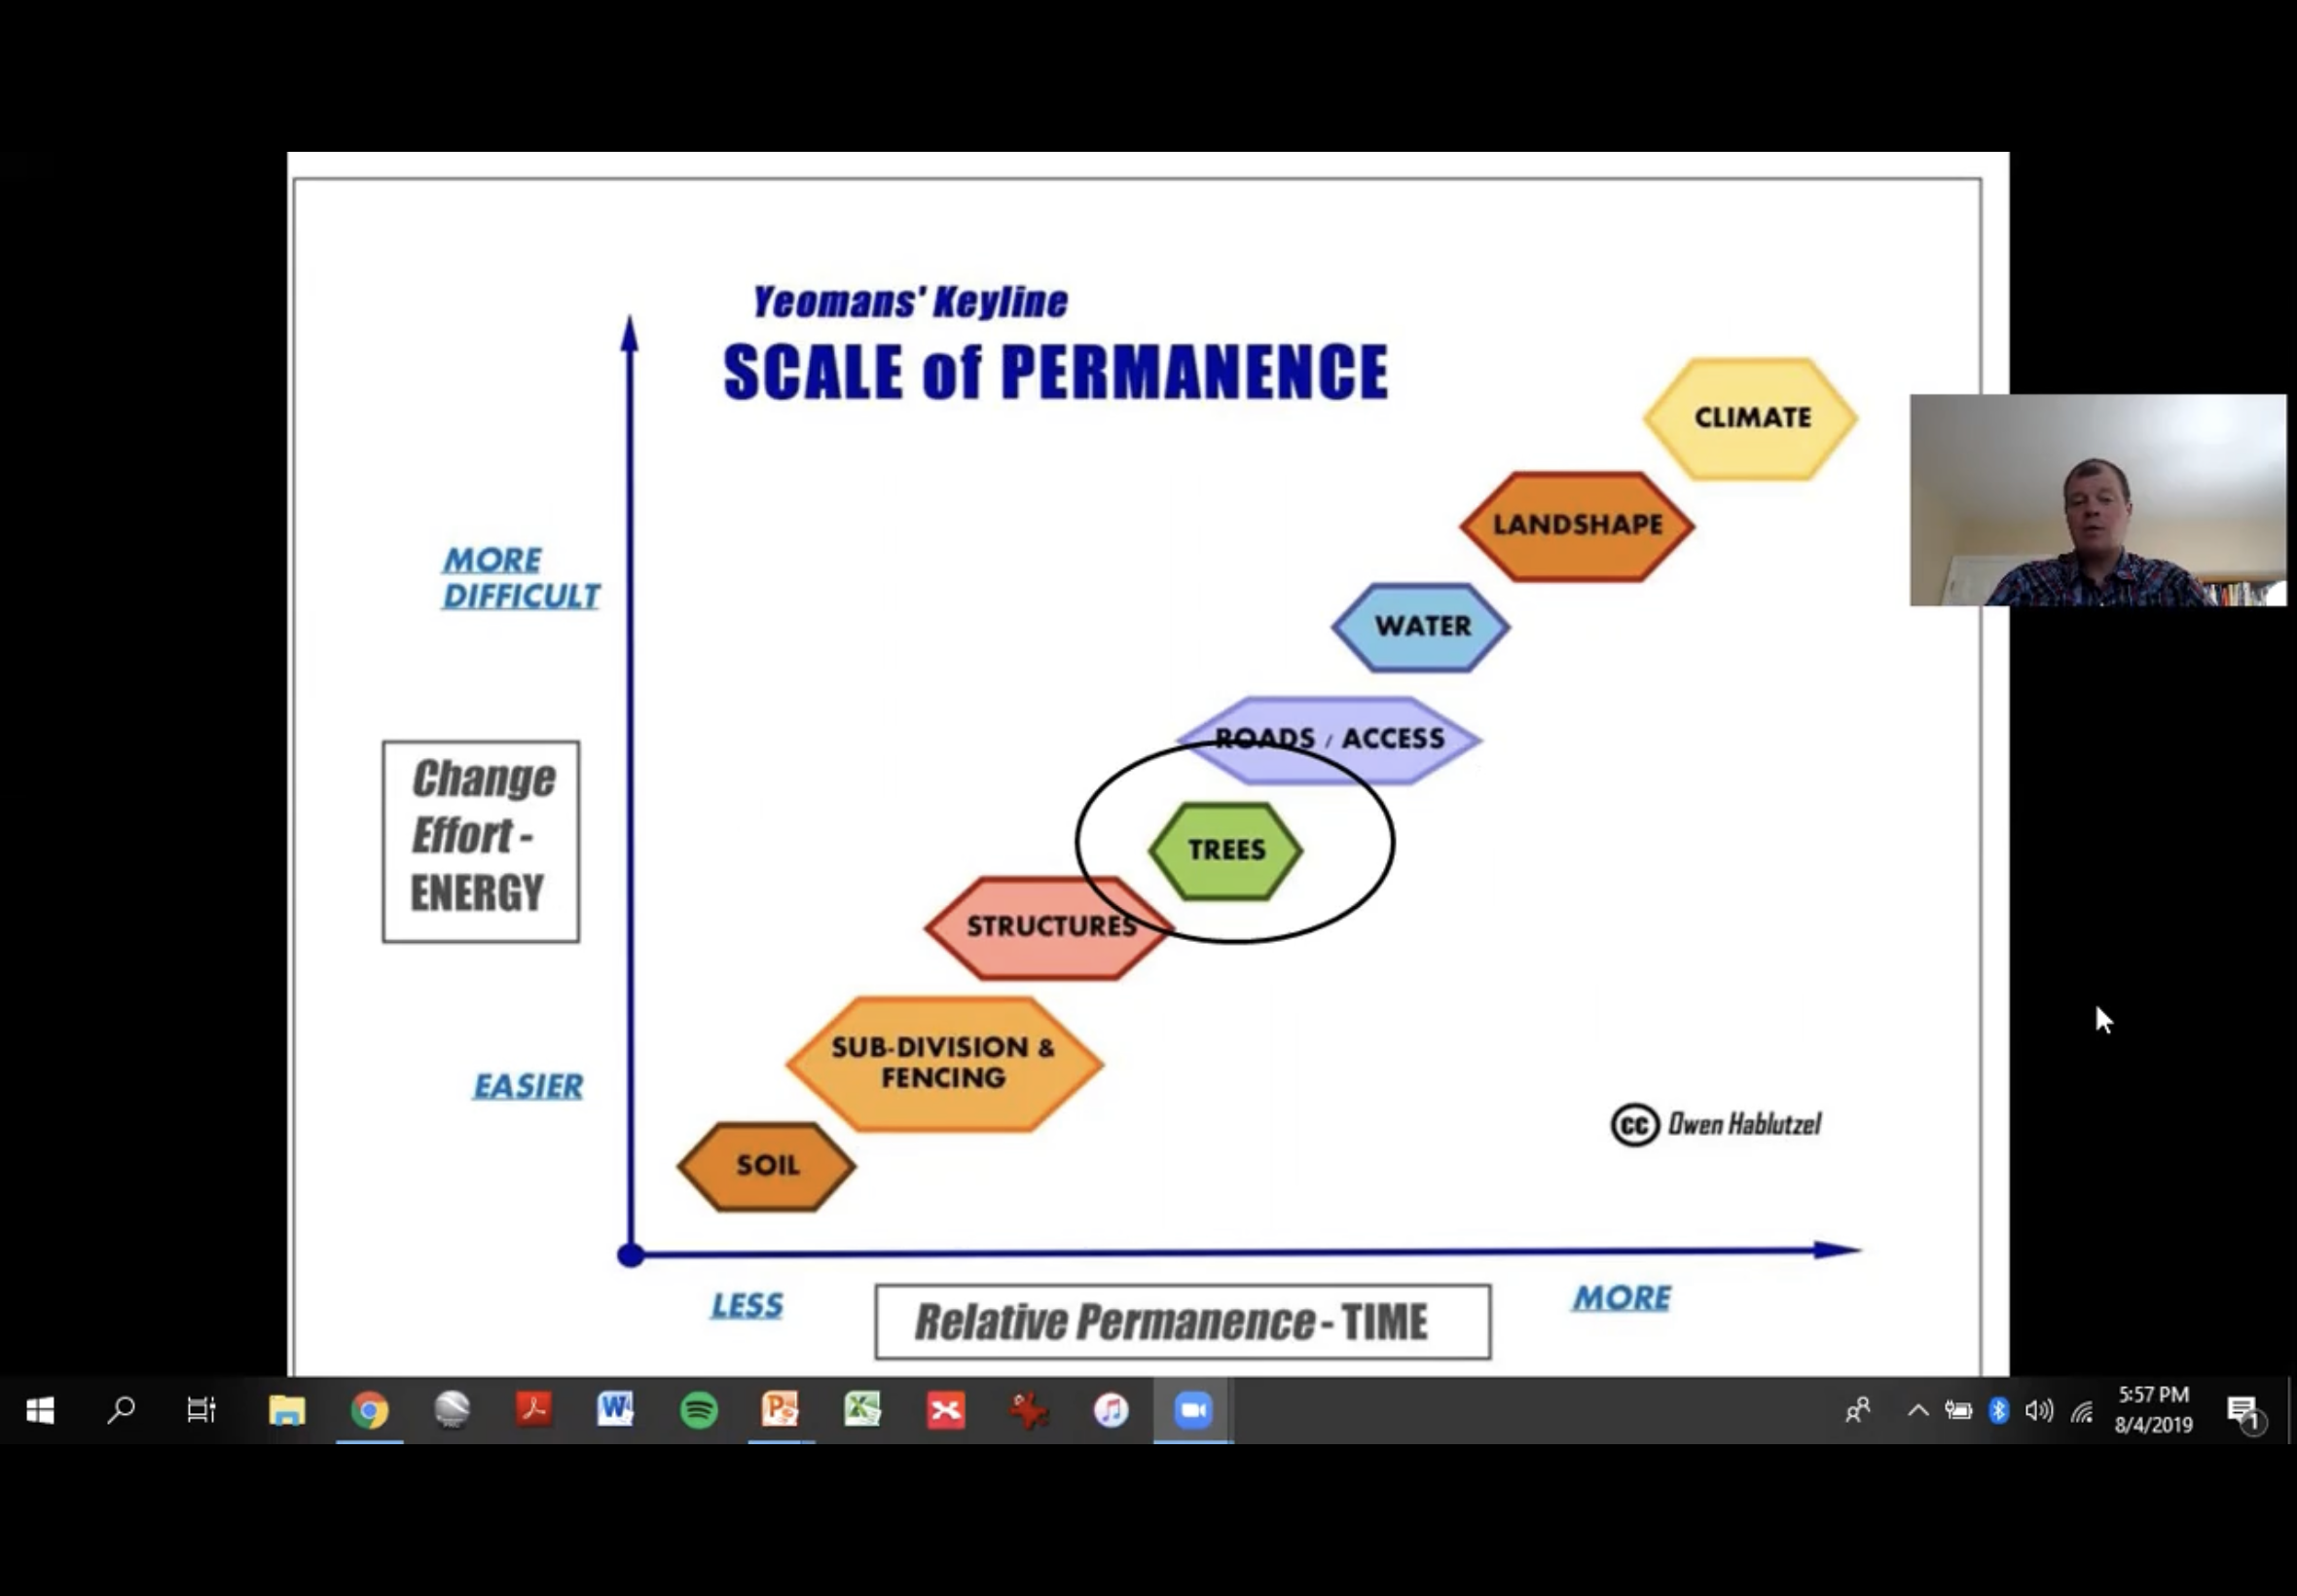 Yeomans' Keyline
SCALE of PERMANENCE
CLIMATE
LANDSHAPE
MORE
DIFFICULT
WATER
ROADS / ACCESS
Change
Effort -
ENERGY
TREES
STRUCTURES
SUB-DIVISION &
FENCING
EASIER
cc Owen Hablutzel
SOIL
LESS
Relative Permanence - TIME
MORE
5:57 PM
8/4/2019
1